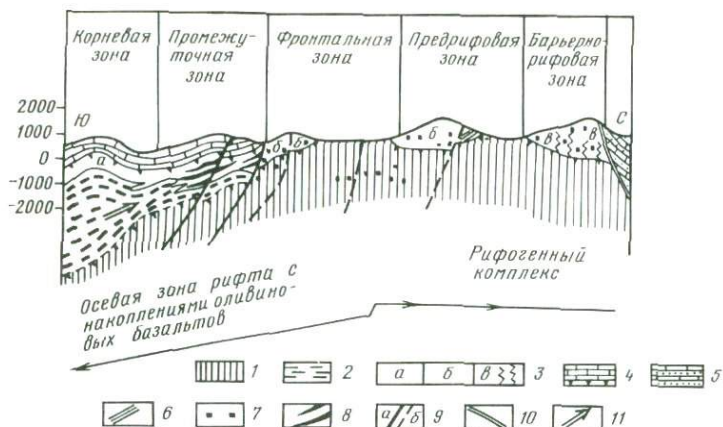 Корневая
зона
Промежу-
точная
зона
Фронтальная
зона
Предрифовая
зона
Барьерно-
рифовая
зона
2000
1000
0
-1000
-2000
Ю
С
а
б
б
б
в
в
Осевая зона рифта с
накоплениями оливино-
вых базальтов
Рифогенный
комплекс
1
2
а
б
в
3
4
5
6
7
8
а
б
9
10
11